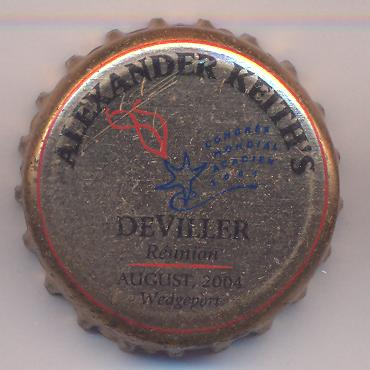 ALEXANDER KEITH'S
CONGRÈS
MONDIAL
ACADIEN
2004
DEVILLER
Réunion
AUGUST, 2004
Wedgeport